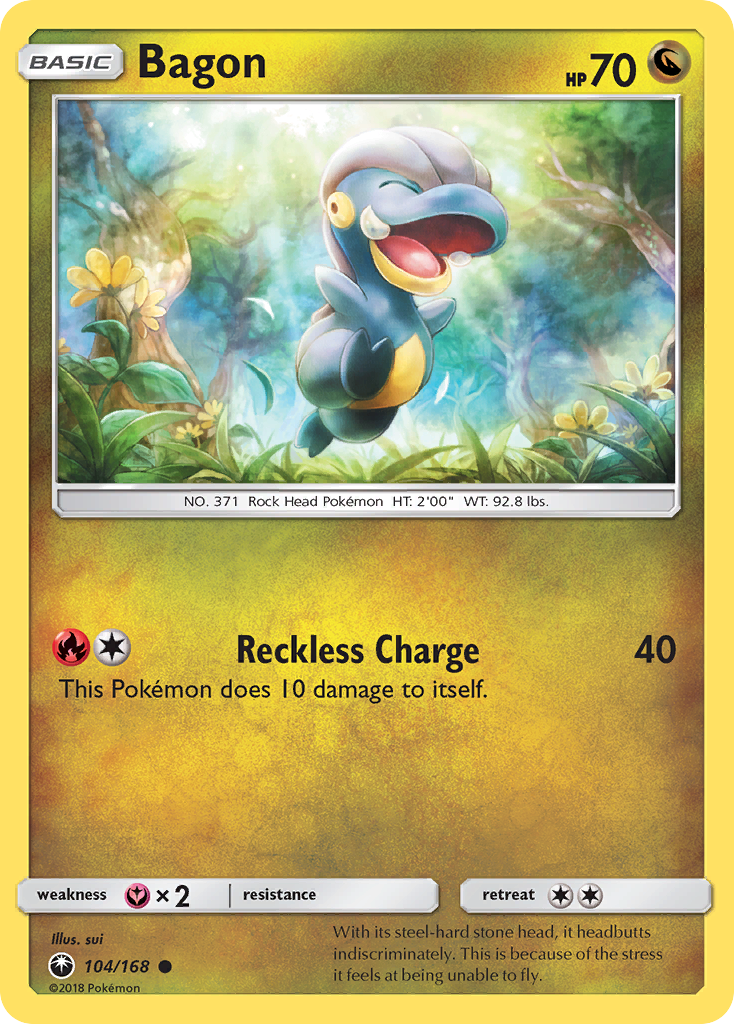 BASIC Bagon HP 70
NO. 371 Rock Head Pokémon HT: 2'00" WT: 92.8 lbs.
Reckless Charge 40
This Pokémon does 10 damage to itself.
weakness × 2 resistance retreat
Illus. sui
With its steel-hard stone head, it headbutts
indiscriminately. This is because of the stress
it feels at being unable to fly.
104/168
©2018 Pokémon